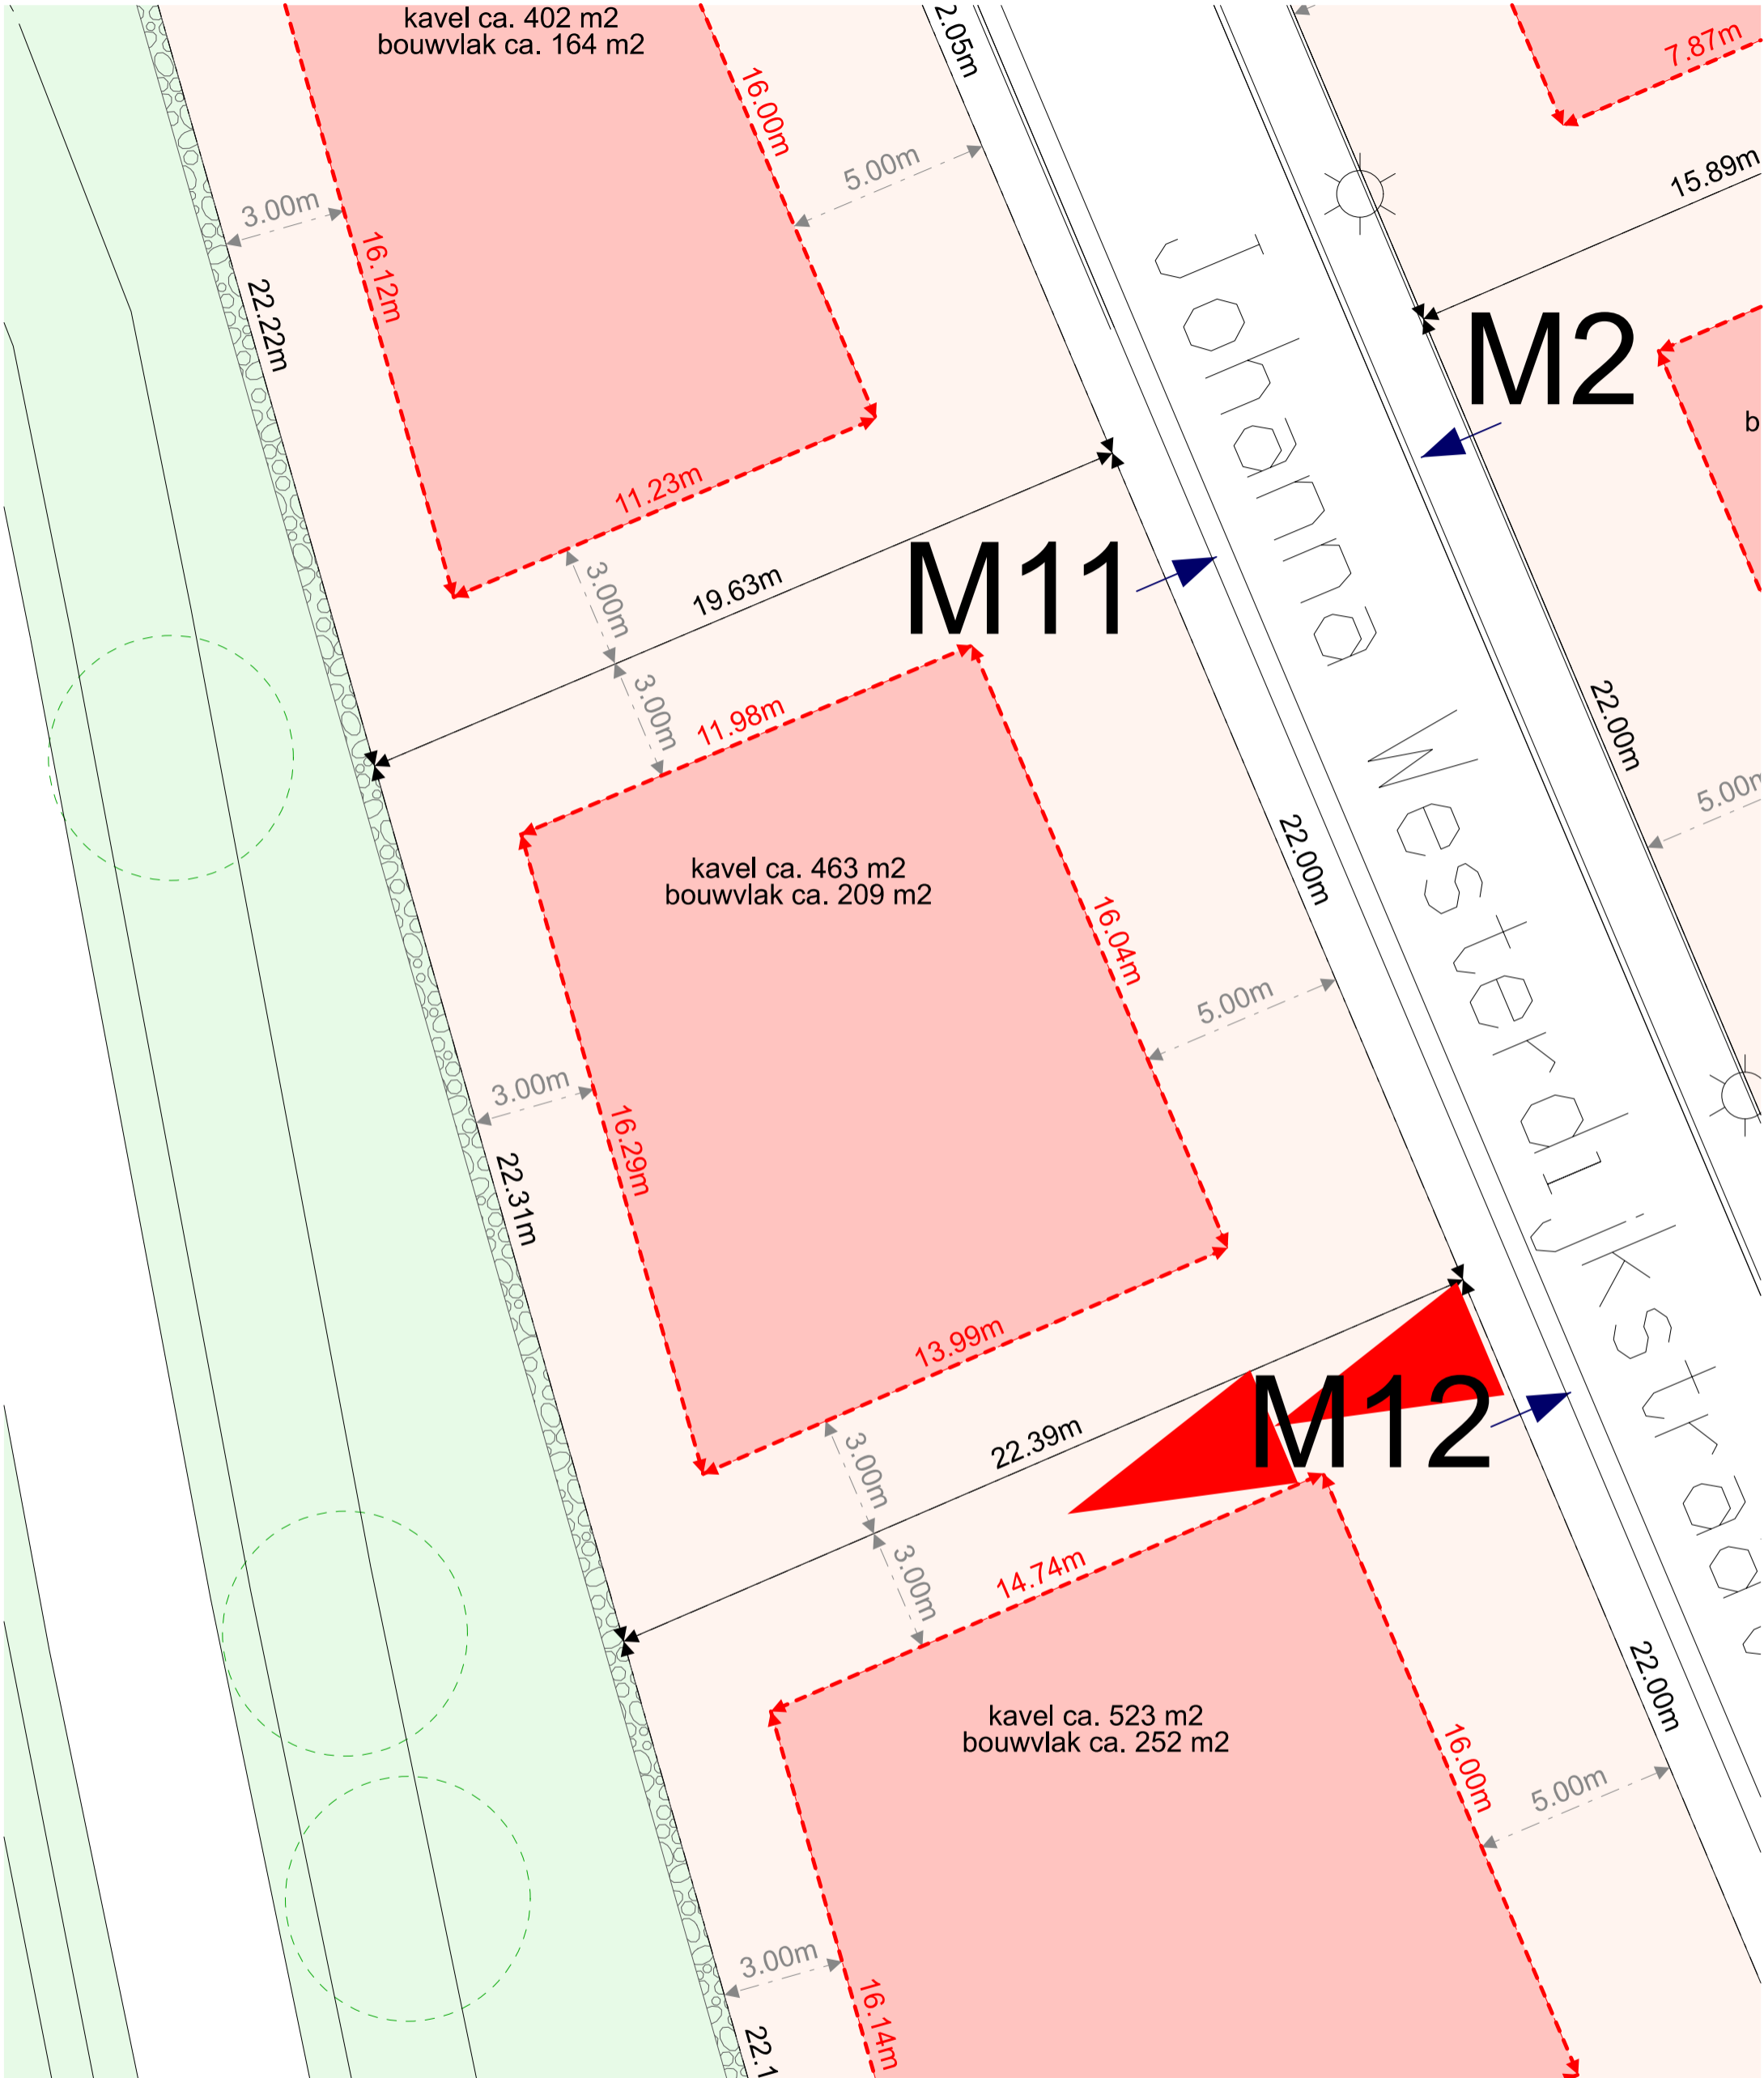 kavel ca. 402 m2
bouwvlak ca. 164 m2
2.05m
7.87m
16.00m
5.00m
15.89m
3.00m
16.12m
22.22m
M2
b
11.23m
3.00m
19.63m
M11
3.00m
11.98m
22.00m
5.00m
22.00m
kavel ca. 463 m2
bouwvlak ca. 209 m2
16.04m
5.00m
3.00m
16.29m
22.31m
13.99m
M12
22.39m
3.00m
3.00m
14.74m
22.00m
kavel ca. 523 m2
bouwvlak ca. 252 m2
16.00m
5.00m
3.00m
16.14m
22.1
Johanna Westerdijkstraa